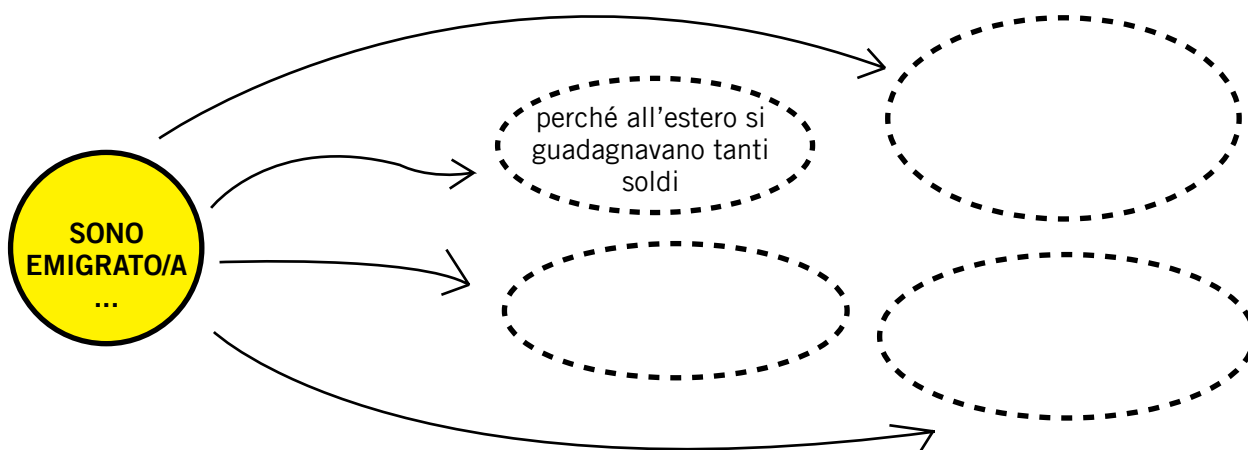 SONO
EMIGRATO/A
...
perché all'estero si
guadagnavano tanti
soldi